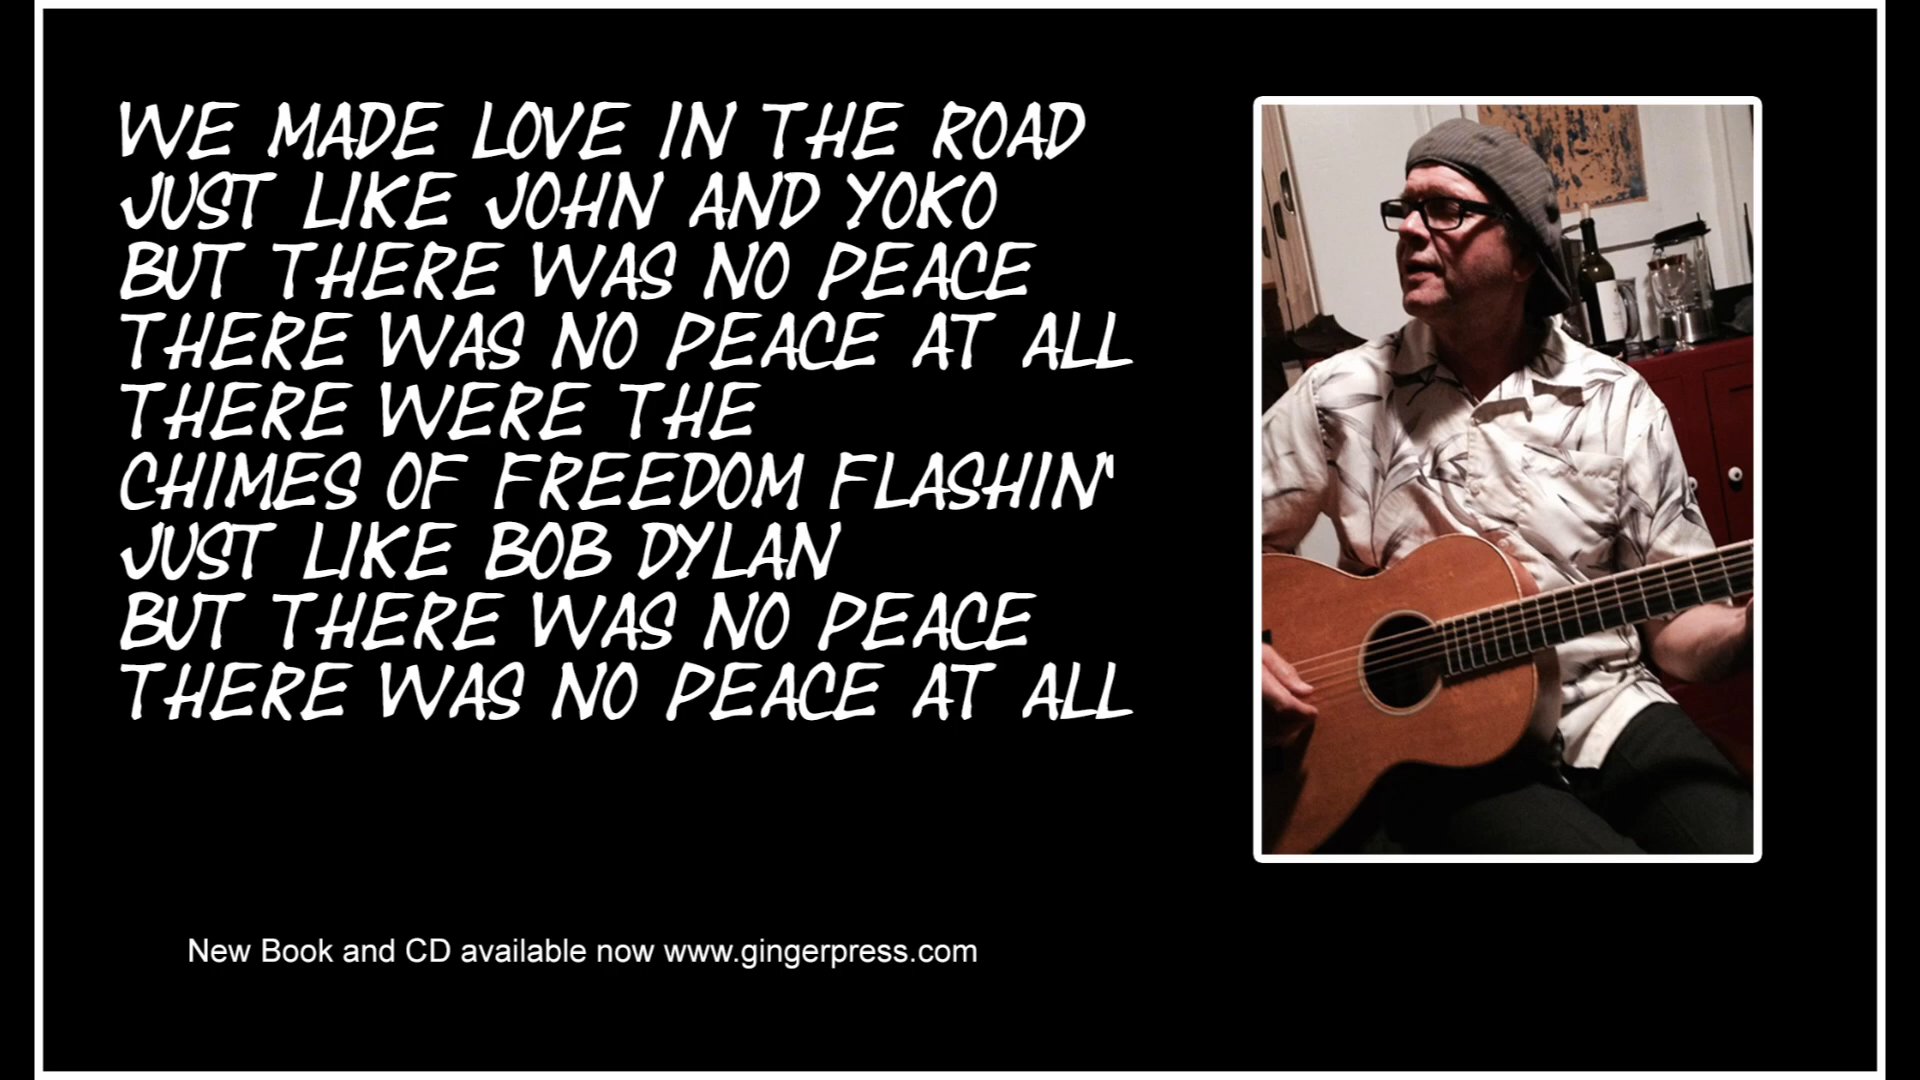 WE MADE LOVE IN THE ROAD
JUST LIKE JOHN AND YOKO
BUT THERE WAS NO PEACE
THERE WAS NO PEACE AT ALL
THERE WERE THE
CHIMES OF FREEDOM FLASHIN'
JUST LIKE BOB DYLAN
BUT THERE WAS NO PEACE
THERE WAS NO PEACE AT ALL
New Book and CD available now www.gingerpress.com